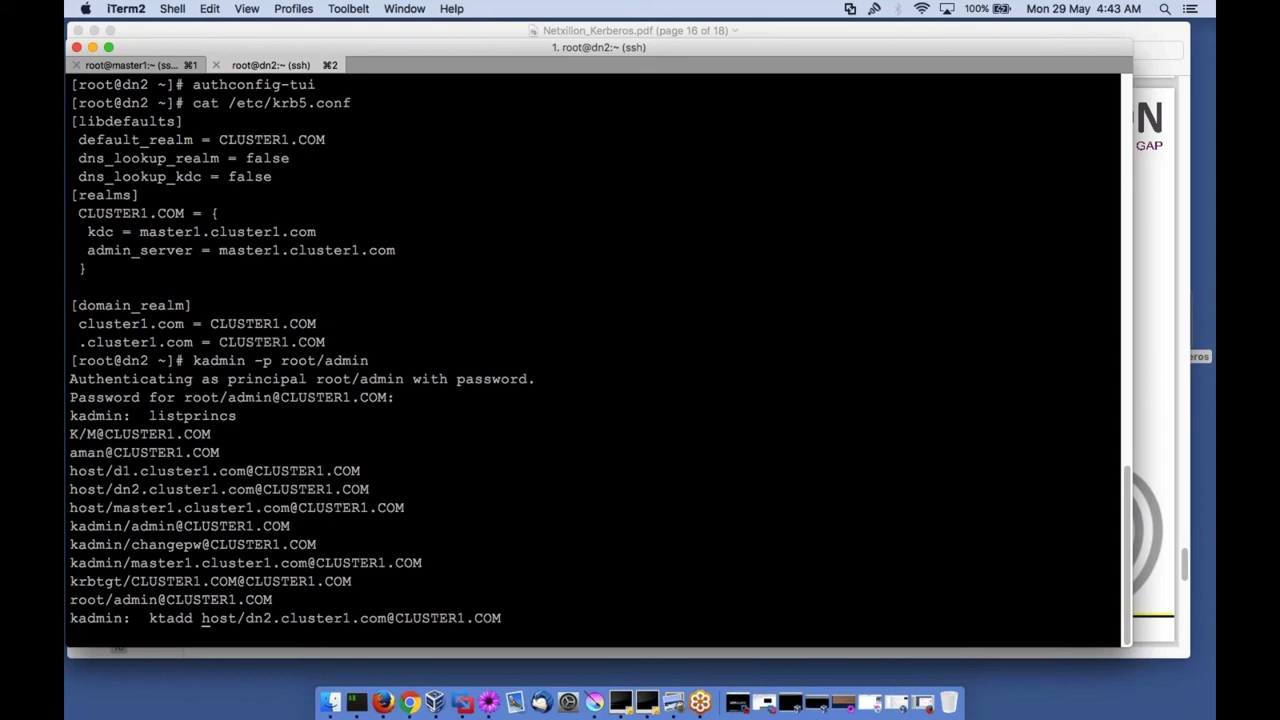 iTerm2 Shell Edit View Profiles Toolbelt Window Help 100% Mon 29 May 4:43 AM
Netxillon_Kerberos.pdf (page 16 of 18)
1. root@dn2:~ (ssh)
root@master1:~ (ss... ⌘1 root@dn2:~ (ssh) ⌘2
[root@dn2 ~]# authconfig-tui
[root@dn2 ~]# cat /etc/krb5.conf
[libdefaults]
default_realm = CLUSTER1.COM
dns_lookup_realm = false
dns_lookup_kdc = false
[realms]
CLUSTER1.COM = {
kdc = master1.cluster1.com
admin_server = master1.cluster1.com
}
[domain_realm]
cluster1.com = CLUSTER1.COM
.cluster1.com = CLUSTER1.COM
[root@dn2 ~]# kadmin -p root/admin
Authenticating as principal root/admin with password.
Password for root/admin@CLUSTER1.COM:
kadmin:  listprincs
K/M@CLUSTER1.COM
aman@CLUSTER1.COM
host/d1.cluster1.com@CLUSTER1.COM
host/dn2.cluster1.com@CLUSTER1.COM
host/master1.cluster1.com@CLUSTER1.COM
kadmin/admin@CLUSTER1.COM
kadmin/changepw@CLUSTER1.COM
kadmin/master1.cluster1.com@CLUSTER1.COM
krbtgt/CLUSTER1.COM@CLUSTER1.COM
root/admin@CLUSTER1.COM
kadmin:  ktadd host/dn2.cluster1.com@CLUSTER1.COM
N
GAP
eros